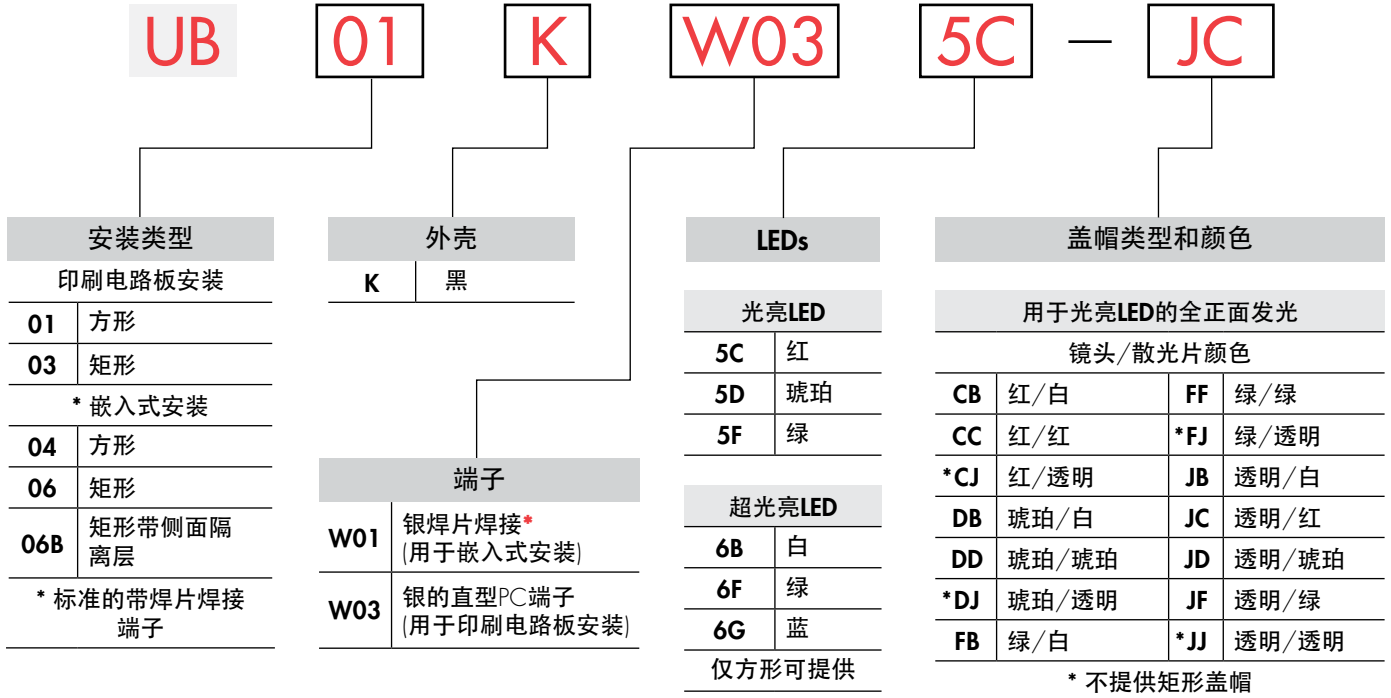 UB 01 K W03 5C — JC
安装类型
印刷电路板安装
01 方形
03 矩形
* 嵌入式安装
04 方形
06 矩形
06B 矩形带侧面隔
离层
* 标准的带焊片焊接
端子
外壳
K 黑
端子
W01 银焊片焊接*
(用于嵌入式安装)
W03 银的直型PC端子
(用于印刷电路板安装)
LEDs
光亮LED
5C 红
5D 琥珀
5F 绿
超光亮LED
6B 白
6F 绿
6G 蓝
仅方形可提供
盖帽类型和颜色
用于光亮LED的全正面发光
镜头/散光片颜色
CB 红/白 FF 绿/绿
CC 红/红 *FJ 绿/透明
*CJ 红/透明 JB 透明/白
DB 琥珀/白 JC 透明/红
DD 琥珀/琥珀 JD 透明/琥珀
*DJ 琥珀/透明 JF 透明/绿
FB 绿/白 *JJ 透明/透明
* 不提供矩形盖帽